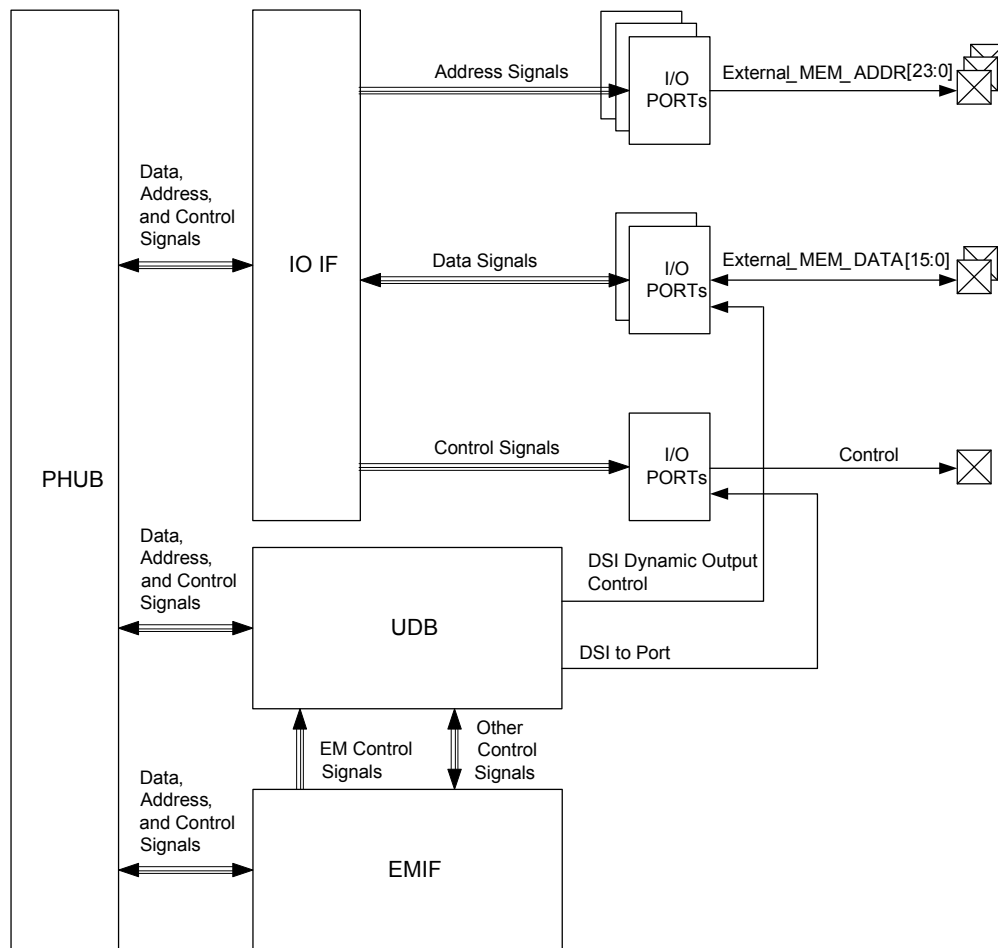 Address Signals
I/O
PORTs
External_MEM_ADDR[23:0]
Data,
Address,
and Control
Signals
IO IF
Data Signals
I/O
PORTs
External_MEM_DATA[15:0]
Control Signals
I/O
PORTs
Control
PHUB
Data,
Address,
and Control
Signals
UDB
DSI Dynamic Output
Control
DSI to Port
EM Control
Signals
Other
Control
Signals
Data,
Address,
and Control
Signals
EMIF